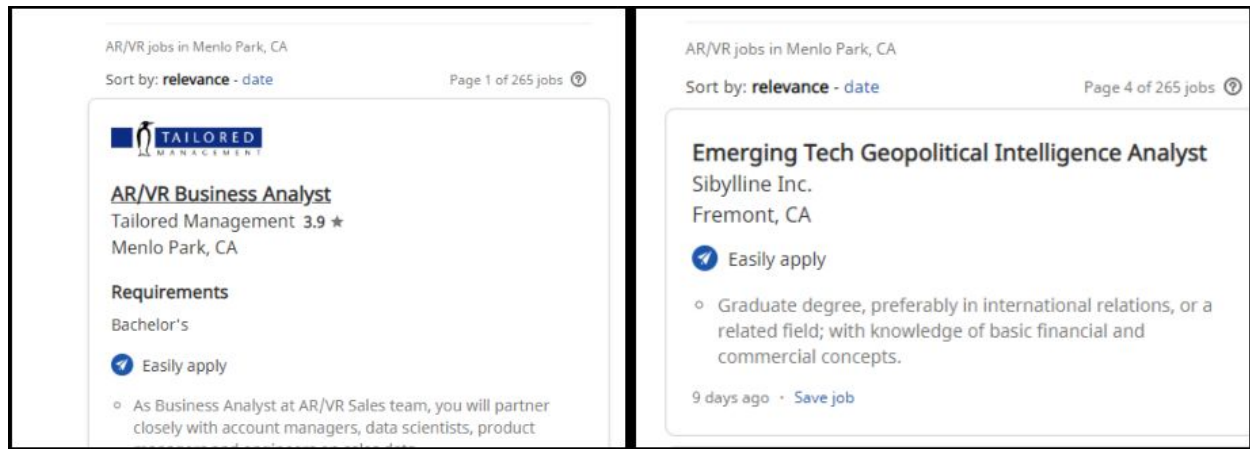 AR/VR jobs in Menlo Park, CA
Sort by: relevance - date
Page 1 of 265 jobs
TAILORED
MANAGEMENT
AR/VR Business Analyst
Tailored Management 3.9 ★
Menlo Park, CA
Requirements
Bachelor's
Easily apply
As Business Analyst at AR/VR Sales team, you will partner
closely with account managers, data scientists, product
AR/VR jobs in Menlo Park, CA
Sort by: relevance - date
Page 4 of 265 jobs
Emerging Tech Geopolitical Intelligence Analyst
Sibylline Inc.
Fremont, CA
Easily apply
Graduate degree, preferably in international relations, or a
related field; with knowledge of basic financial and
commercial concepts.
9 days ago · Save job